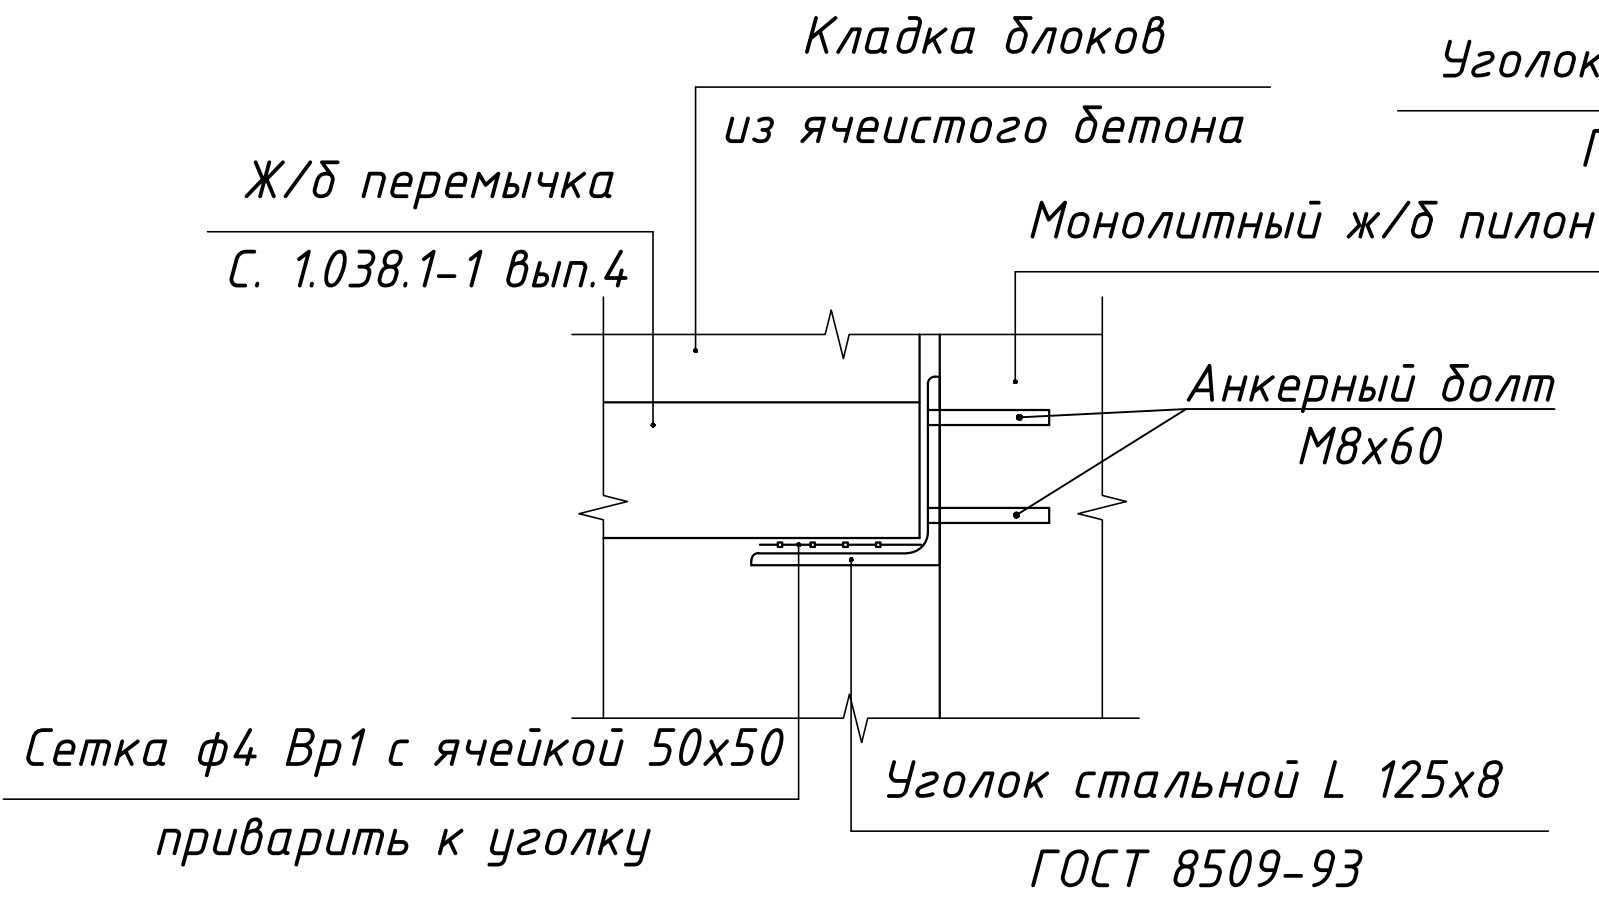 Кладка блоков
из ячеистого бетона
Уголок
Ж/б перемычка
С. 1.038.1-1 вып.4
Монолитный ж/б пилон
Анкерный болт
М8х60
Сетка ф4 Вр1 с ячейкой 50х50
приварить к уголку
Уголок стальной L 125х8
ГОСТ 8509-93